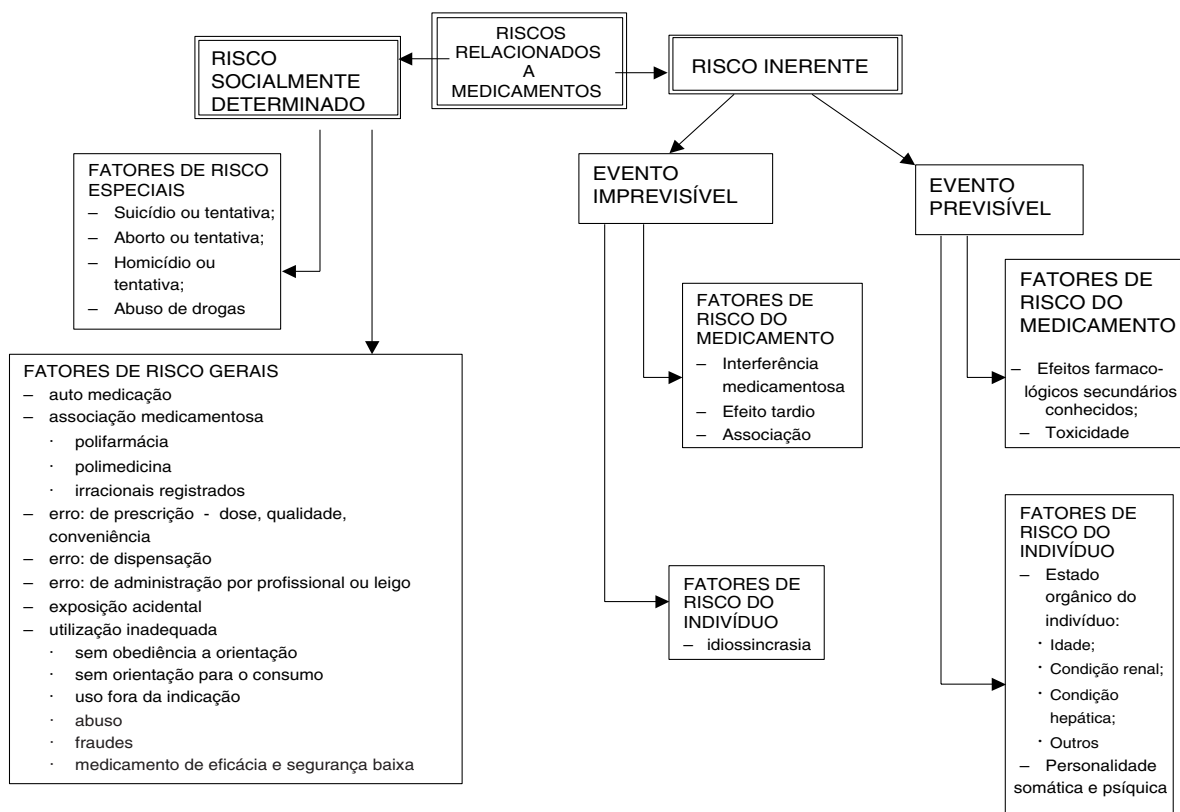 RISCOS
RELACIONADOS
A
MEDICAMENTOS
RISCO
SOCIALMENTE
DETERMINADO
RISCO INERENTE
FATORES DE RISCO
ESPECIAIS
– Suicídio ou tentativa;
– Aborto ou tentativa;
– Homicídio ou
tentativa;
– Abuso de drogas
FATORES DE RISCO GERAIS
– auto medicação
– associação medicamentosa
· polifarmácia
· polimedicina
· irracionais registrados
– erro: de prescrição - dose, qualidade,
conveniência
– erro: de dispensação
– erro: de administração por profissional ou leigo
– exposição acidental
– utilização inadequada
· sem obediência a orientação
· sem orientação para o consumo
· uso fora da indicação
· abuso
· fraudes
· medicamento de eficácia e segurança baixa
EVENTO
IMPREVISÍVEL
FATORES DE
RISCO DO
MEDICAMENTO
– Interferência
medicamentosa
– Efeito tardio
– Associação
FATORES DE
RISCO DO
INDIVÍDUO
– idiossincrasia
EVENTO
PREVISÍVEL
FATORES DE
RISCO DO
MEDICAMENTO
– Efeitos farmaco-
lógicos secundários
conhecidos;
– Toxicidade
FATORES DE
RISCO DO
INDIVÍDUO
– Estado
orgânico do
indivíduo:
· Idade;
· Condição renal;
· Condição
hepática;
· Outros
– Personalidade
somática e psíquica